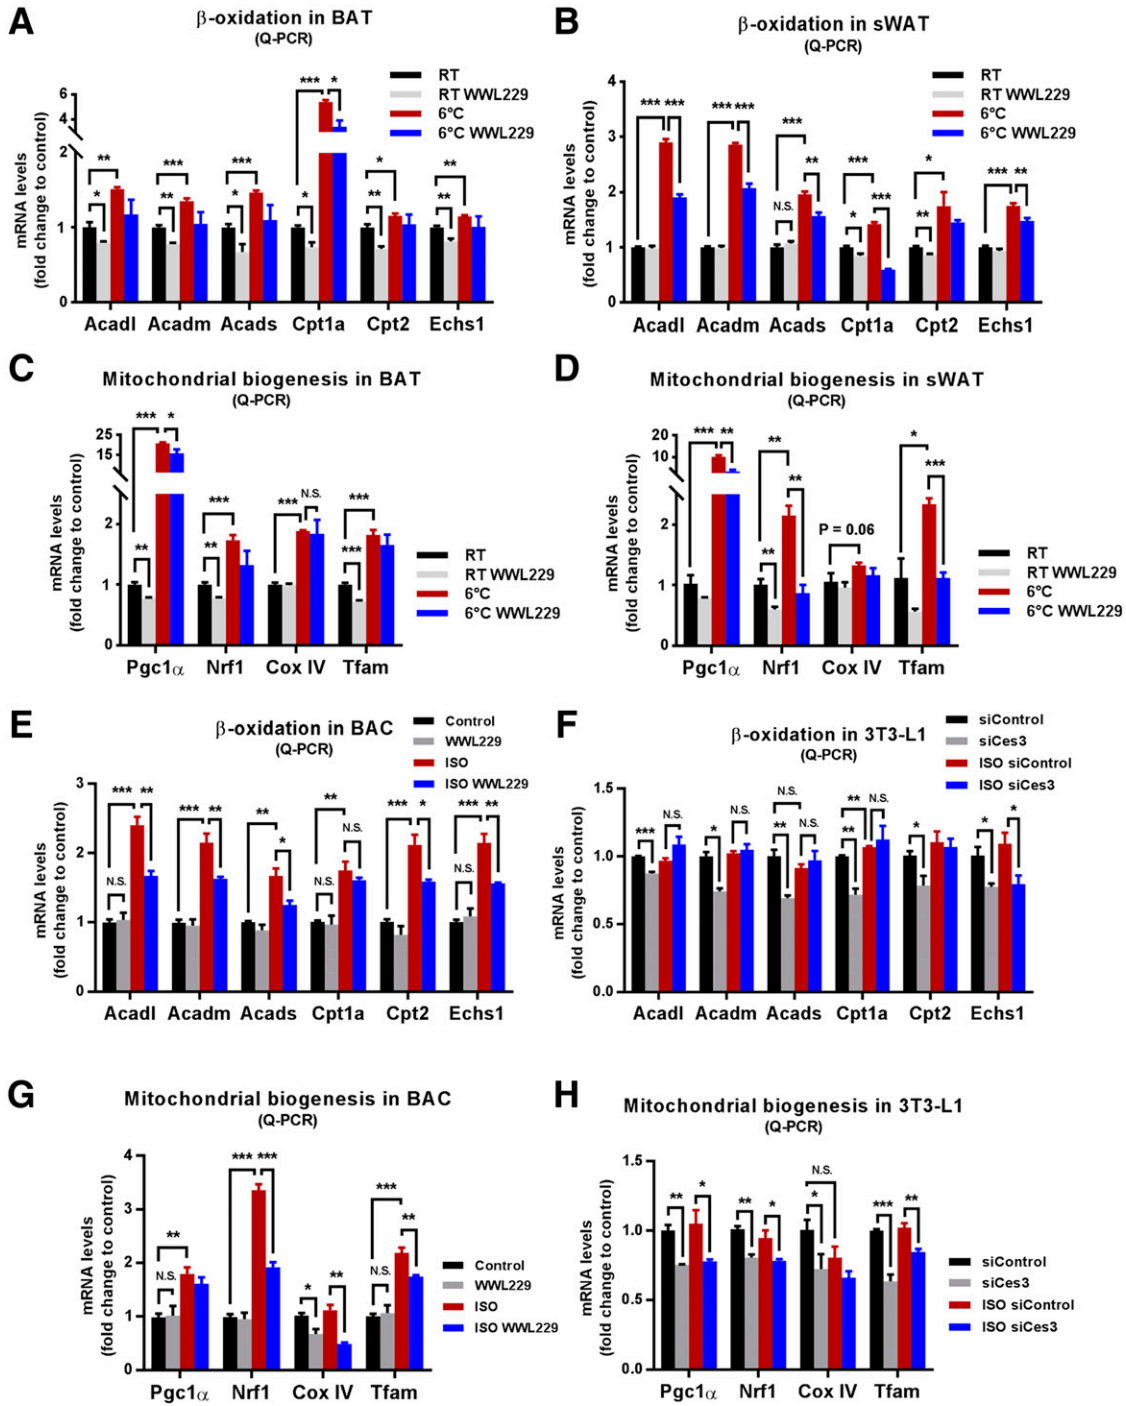 A
β-oxidation in BAT
(Q-PCR)
RT
RT WWL229
6°C
6°C WWL229
mRNA levels
(fold change to control)
6
4
2
1
0
*** *
** *** *** * **
* ** * * ** **
Acadl Acadm Acads Cpt1a Cpt2 Echs1
B
β-oxidation in sWAT
(Q-PCR)
RT
RT WWL229
6°C
6°C WWL229
mRNA levels
(fold change to control)
4
3
2
1
0
*** *** *** *** ***
** *** * *** **
N.S. * *** **
Acadl Acadm Acads Cpt1a Cpt2 Echs1
C
Mitochondrial biogenesis in BAT
(Q-PCR)
mRNA levels
(fold change to control)
25
15
2
1
0
*** *
*** *** N.S. ***
** ** ***
RT
RT WWL229
6°C
6°C WWL229
Pgc1α Nrf1 Cox IV Tfam
D
Mitochondrial biogenesis in sWAT
(Q-PCR)
mRNA levels
(fold change to control)
20
10
2
1
0
*** ** ** *
** ***
** P = 0.06
RT
RT WWL229
6°C
6°C WWL229
Pgc1α Nrf1 Cox IV Tfam
E
β-oxidation in BAC
(Q-PCR)
Control
WWL229
ISO
ISO WWL229
mRNA levels
(fold change to control)
3
2
1
0
*** ** *** ** ** ** *** * *** **
* N.S.
N.S. N.S. N.S.
Acadl Acadm Acads Cpt1a Cpt2 Echs1
F
β-oxidation in 3T3-L1
(Q-PCR)
siControl
siCes3
ISO siControl
ISO siCes3
mRNA levels
(fold change to control)
1.5
1.0
0.5
0.0
N.S. N.S. N.S. ** N.S. *
*** * ** N.S. ** * *
Acadl Acadm Acads Cpt1a Cpt2 Echs1
G
Mitochondrial biogenesis in BAC
(Q-PCR)
mRNA levels
(fold change to control)
4
3
2
1
0
*** ***
** *** **
N.S. * ** N.S.
Control
WWL229
ISO
ISO WWL229
Pgc1α Nrf1 Cox IV Tfam
H
Mitochondrial biogenesis in 3T3-L1
(Q-PCR)
mRNA levels
(fold change to control)
1.5
1.0
0.5
0.0
N.S.
** * ** * * *** **
siControl
siCes3
ISO siControl
ISO siCes3
Pgc1α Nrf1 Cox IV Tfam